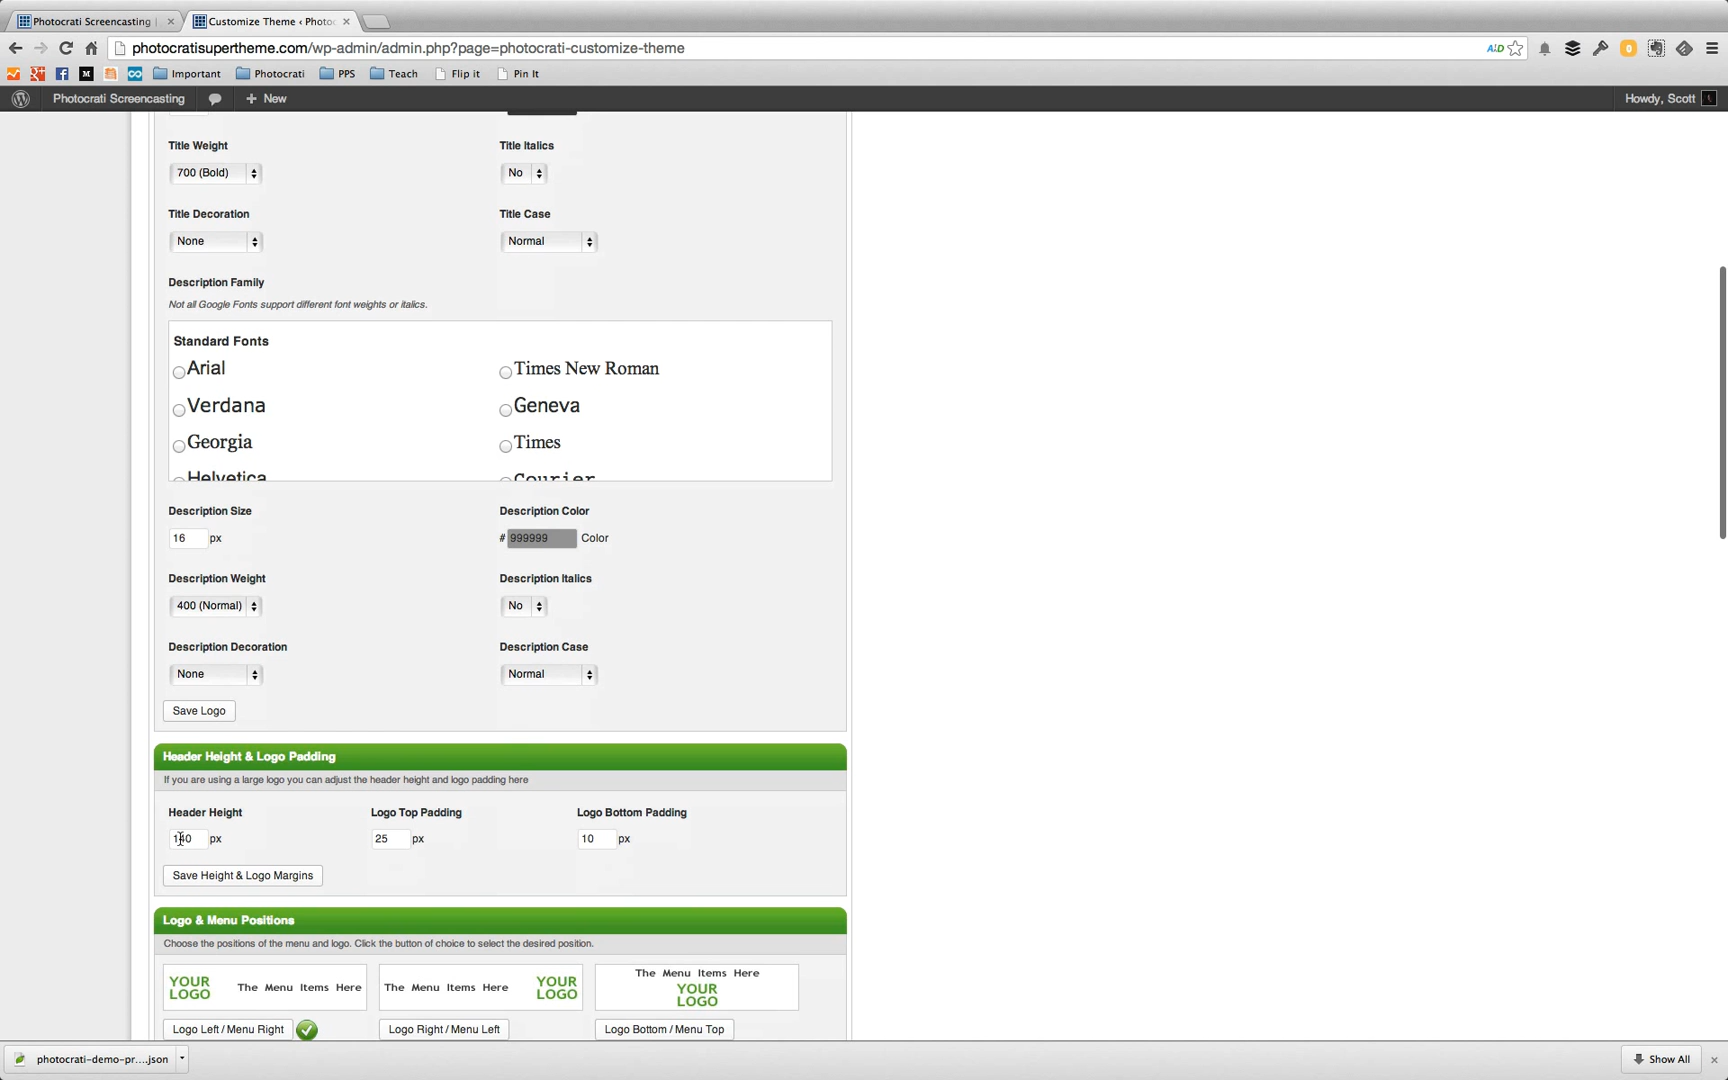 Photocrati Screencasting |
Customize Theme ‹ Photoc
photocratisupertheme.com/wp-admin/admin.php?page=photocrati-customize-theme
Important
Photocrati
PPS
Teach
Flip it
Pin It
Photocrati Screencasting
+ New
Howdy, Scott
Title Weight
Title Italics
700 (Bold)
No
Title Decoration
Title Case
None
Normal
Description Family
Not all Google Fonts support different font weights or italics.
Standard Fonts
Arial
Times New Roman
Verdana
Geneva
Georgia
Times
Helvetica
Courier
Description Size
Description Color
16 px
# 999999 Color
Description Weight
Description Italics
400 (Normal)
No
Description Decoration
Description Case
None
Normal
Save Logo
Header Height & Logo Padding
If you are using a large logo you can adjust the header height and logo padding here
Header Height
Logo Top Padding
Logo Bottom Padding
140 px
25 px
10 px
Save Height & Logo Margins
Logo & Menu Positions
Choose the positions of the menu and logo. Click the button of choice to select the desired position.
YOUR
LOGO
The Menu Items Here
The Menu Items Here
YOUR
LOGO
The Menu Items Here
YOUR
LOGO
Logo Left / Menu Right
Logo Right / Menu Left
Logo Bottom / Menu Top
photocrati-demo-pr....json
Show All